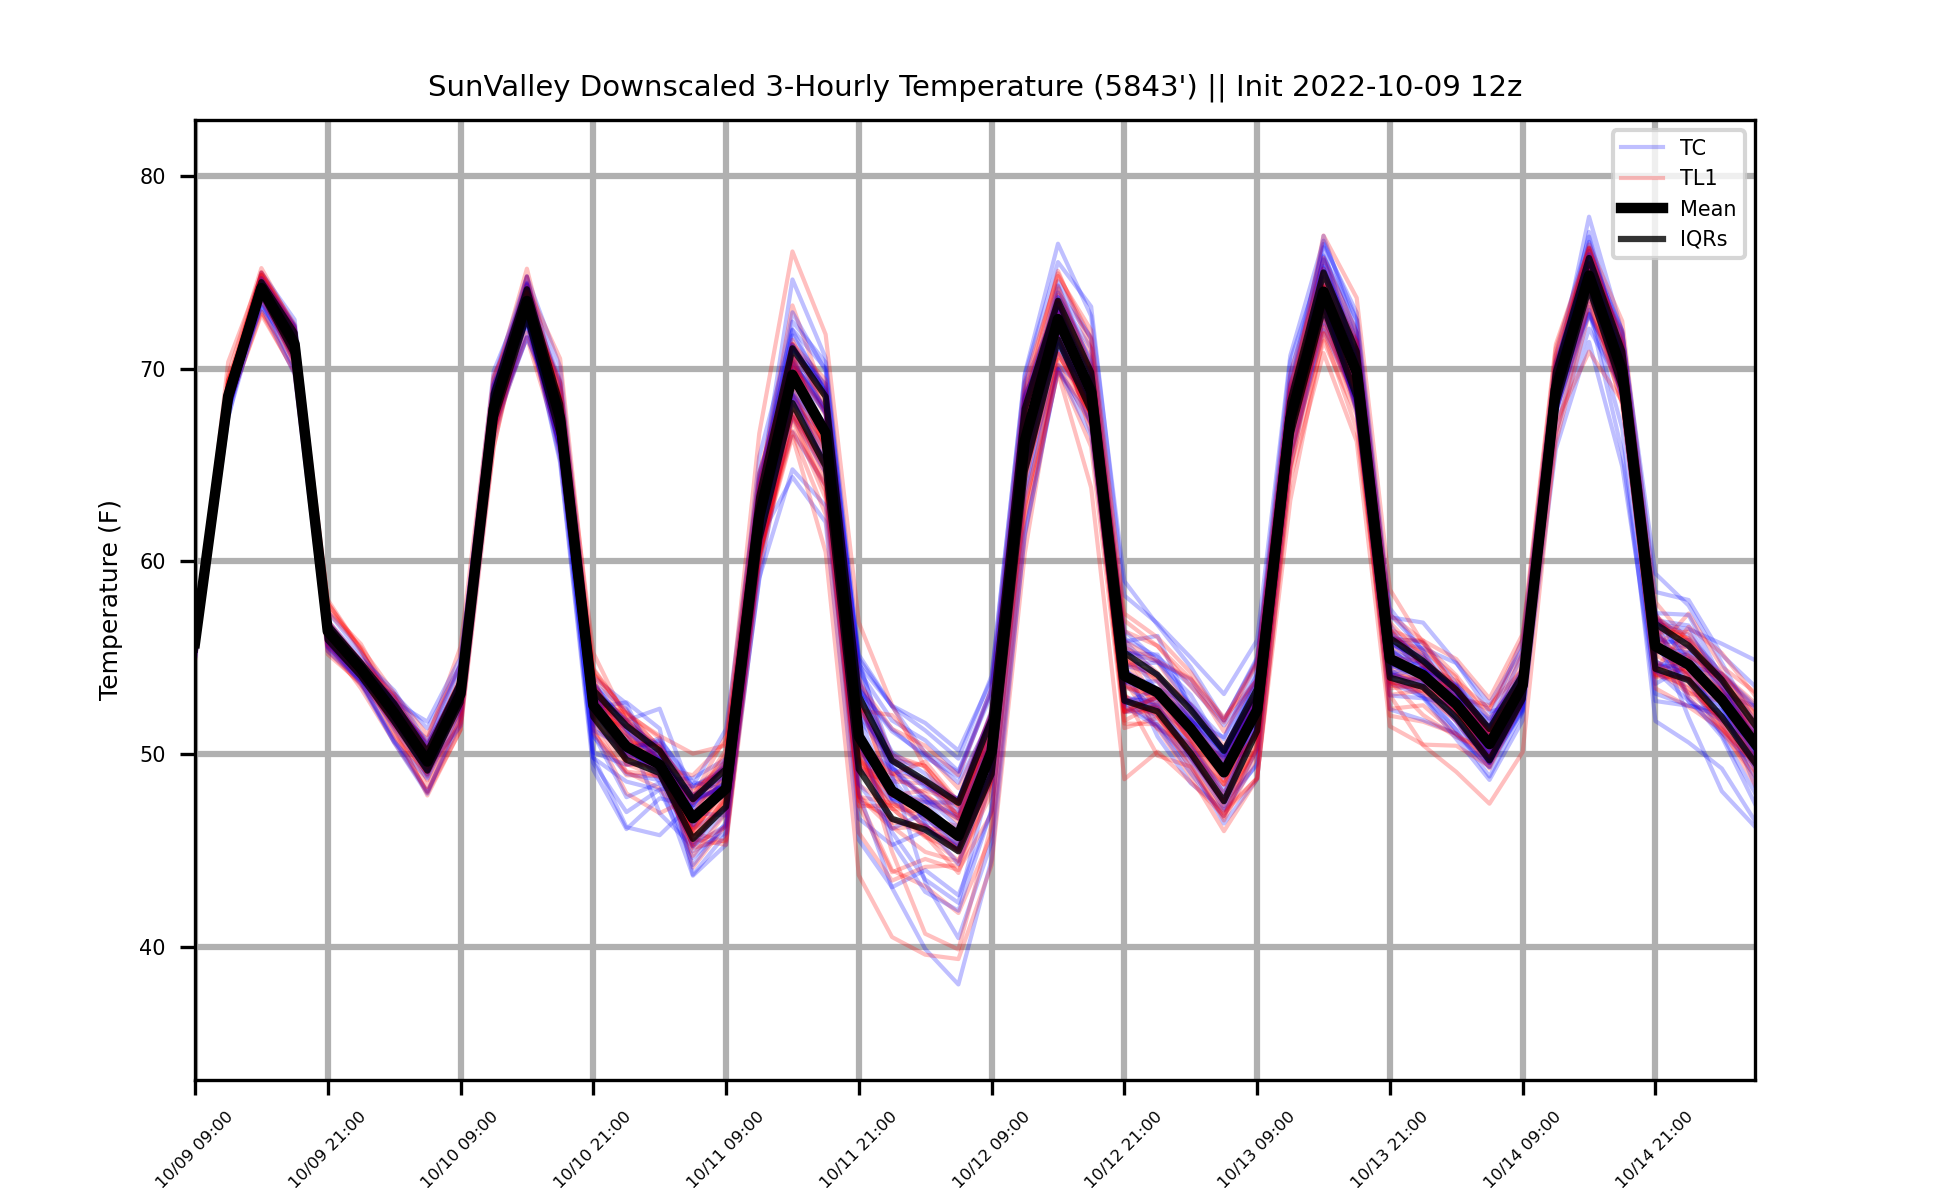 SunValley Downscaled 3-Hourly Temperature (5843') || Init 2022-10-09 12z
TC
TL1
Mean
IQRs
Temperature (F)
80
70
60
50
40
10/09 09:00
10/09 21:00
10/10 09:00
10/10 21:00
10/11 09:00
10/11 21:00
10/12 09:00
10/12 21:00
10/13 09:00
10/13 21:00
10/14 09:00
10/14 21:00